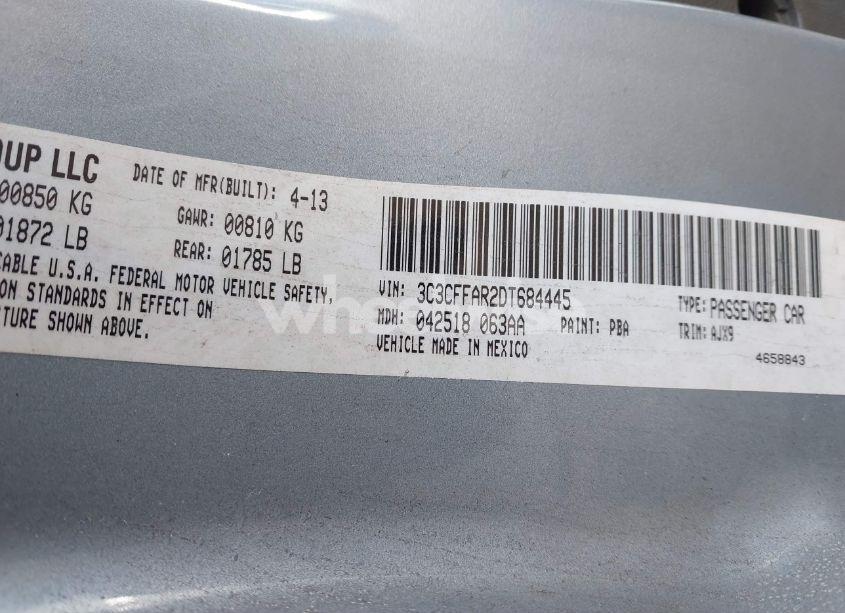 OUP LLC
DATE OF MFR(BUILT): 4-13
00850 KG
GAWR: 00810 KG
01872 LB
REAR: 01785 LB
CABLE U.S.A. FEDERAL MOTOR VEHICLE SAFETY,
ON STANDARDS IN EFFECT ON
TURE SHOWN ABOVE.
VIN: 3C3CFFAR2DT684445
TYPE: PASSENGER CAR
MDH: 042518 063AA
PAINT: PBA
TRIM: AJX9
VEHICLE MADE IN MEXICO
4658843